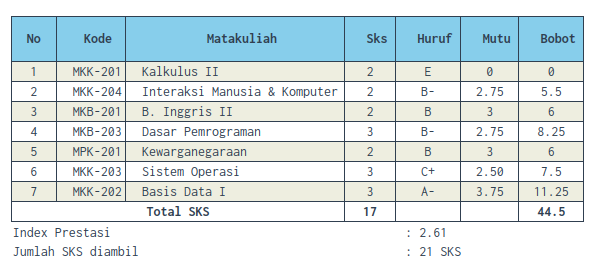 No Kode Matakuliah Sks Huruf Mutu Bobot
1 MKK-201 Kalkulus II 2 E 0 0
2 MKK-204 Interaksi Manusia & Komputer 2 B- 2.75 5.5
3 MKB-201 B. Inggris II 2 B 3 6
4 MKB-203 Dasar Pemrograman 3 B- 2.75 8.25
5 MPK-201 Kewarganegaraan 2 B 3 6
6 MKK-203 Sistem Operasi 3 C+ 2.50 7.5
7 MKK-202 Basis Data I 3 A- 3.75 11.25
Total SKS 17 44.5
Index Prestasi : 2.61
Jumlah SKS diambil : 21 SKS